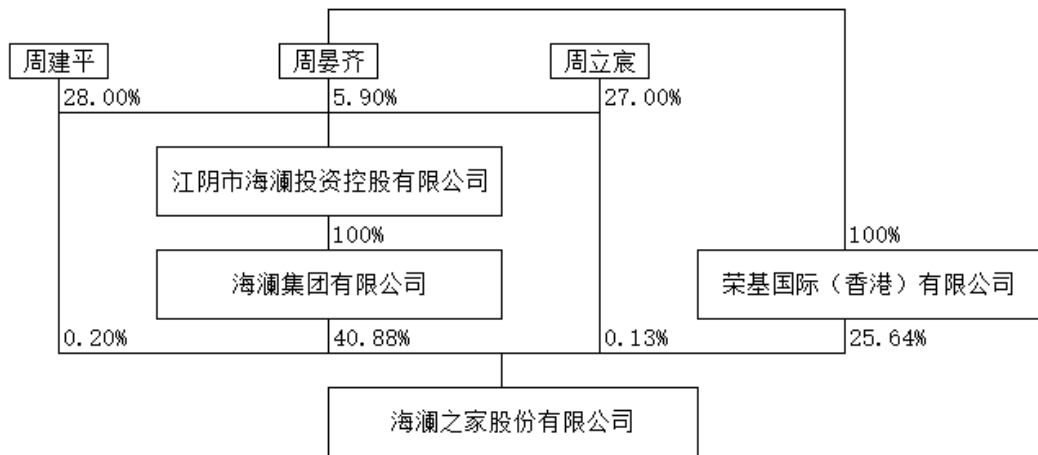 周建平
周晏齐
周立宸
28.00%
5.90%
27.00%
江阴市海澜投资控股有限公司
100%
100%
海澜集团有限公司
荣基国际（香港）有限公司
0.20%
40.88%
0.13%
25.64%
海澜之家股份有限公司